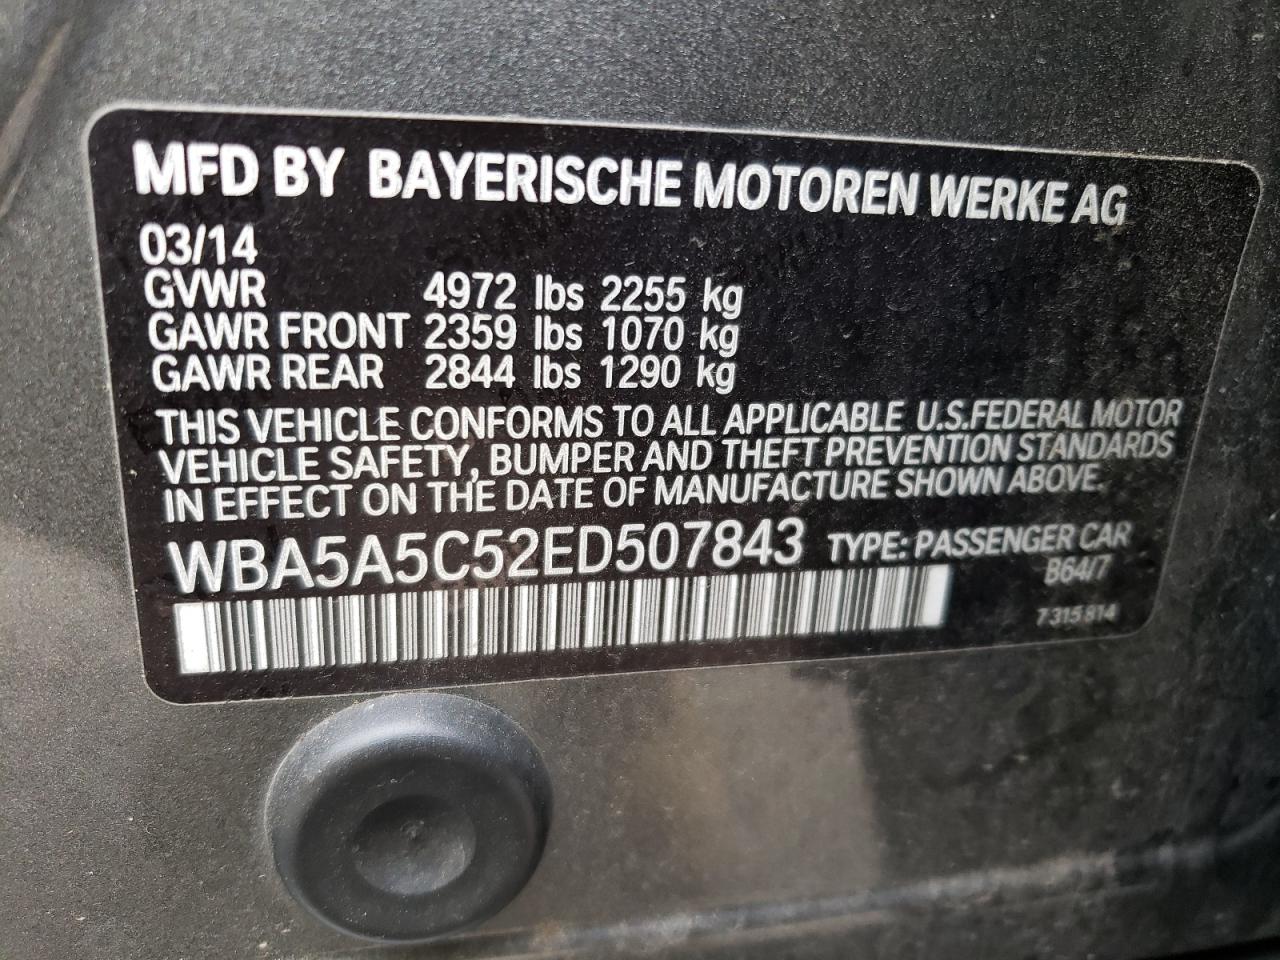 MFD BY BAYERISCHE MOTOREN WERKE AG
03/14
GVWR 4972 lbs 2255 kg
GAWR FRONT 2359 lbs 1070 kg
GAWR REAR 2844 lbs 1290 kg
THIS VEHICLE CONFORMS TO ALL APPLICABLE U.S.FEDERAL MOTOR
VEHICLE SAFETY, BUMPER AND THEFT PREVENTION STANDARDS
IN EFFECT ON THE DATE OF MANUFACTURE SHOWN ABOVE.
WBA5A5C52ED507843 TYPE: PASSENGER CAR
B64/7
7 315 814